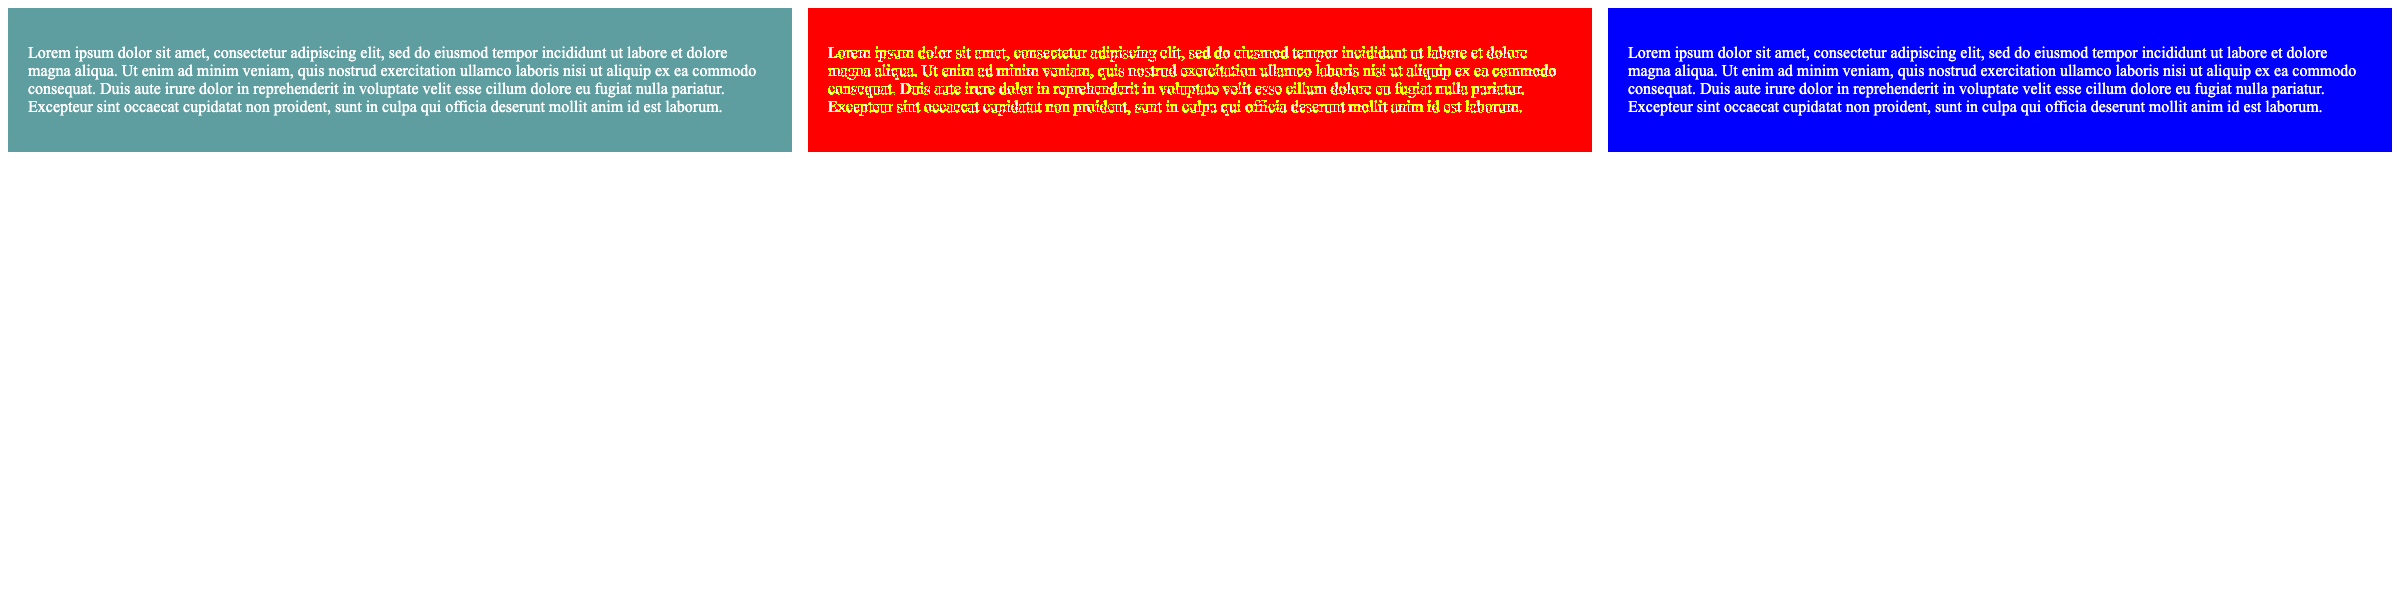 Lorem ipsum dolor sit amet, consectetur adipiscing elit, sed do eiusmod tempor incididunt ut labore et dolore
magna aliqua. Ut enim ad minim veniam, quis nostrud exercitation ullamco laboris nisi ut aliquip ex ea commodo
consequat. Duis aute irure dolor in reprehenderit in voluptate velit esse cillum dolore eu fugiat nulla pariatur.
Excepteur sint occaecat cupidatat non proident, sunt in culpa qui officia deserunt mollit anim id est laborum.
Lorem ipsum dolor sit amet, consectetur adipiscing elit, sed do eiusmod tempor incididunt ut labore et dolore
magna aliqua. Ut enim ad minim veniam, quis nostrud exercitation ullamco laboris nisi ut aliquip ex ea commodo
consequat. Duis aute irure dolor in reprehenderit in voluptate velit esse cillum dolore eu fugiat nulla pariatur.
Excepteur sint occaecat cupidatat non proident, sunt in culpa qui officia deserunt mollit anim id est laborum.
Lorem ipsum dolor sit amet, consectetur adipiscing elit, sed do eiusmod tempor incididunt ut labore et dolore
magna aliqua. Ut enim ad minim veniam, quis nostrud exercitation ullamco laboris nisi ut aliquip ex ea commodo
consequat. Duis aute irure dolor in reprehenderit in voluptate velit esse cillum dolore eu fugiat nulla pariatur.
Excepteur sint occaecat cupidatat non proident, sunt in culpa qui officia deserunt mollit anim id est laborum.